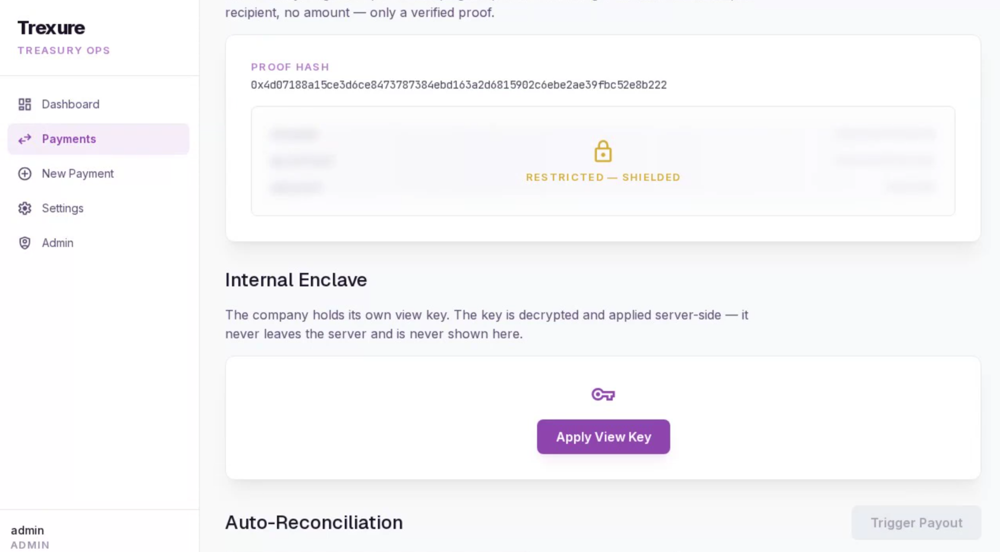 Trexure
TREASURY OPS
Dashboard
Payments
New Payment
Settings
Admin
admin
ADMIN
recipient, no amount — only a verified proof.
PROOF HASH
0x4d07188a15ce3d6ce8473787384ebd163a2d6815902c6ebe2ae39fbc52e8b222
RESTRICTED — SHIELDED
Internal Enclave
The company holds its own view key. The key is decrypted and applied server-side — it
never leaves the server and is never shown here.
Apply View Key
Auto-Reconciliation
Trigger Payout